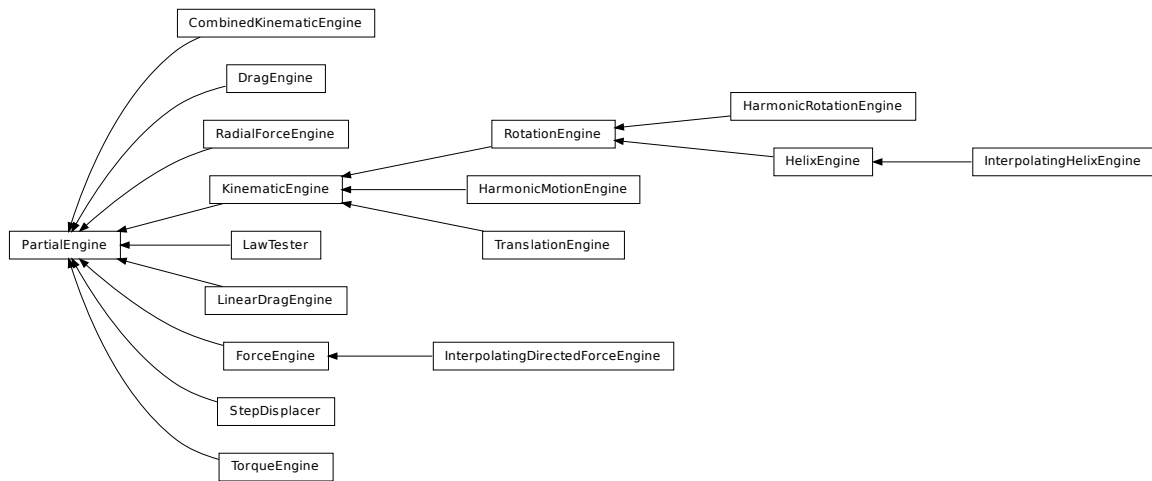 CombinedKinematicEngine
DragEngine
HarmonicRotationEngine
RadialForceEngine
RotationEngine
HelixEngine
InterpolatingHelixEngine
KinematicEngine
HarmonicMotionEngine
PartialEngine
LawTester
TranslationEngine
LinearDragEngine
ForceEngine
InterpolatingDirectedForceEngine
StepDisplacer
TorqueEngine